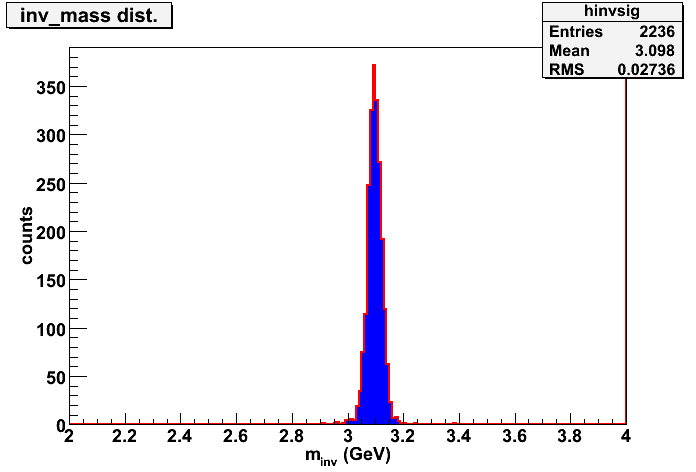 inv_mass dist.
hinvsig
Entries 2236
Mean 3.098
RMS 0.02736
350
300
250
200
150
100
50
0
counts
2 2.2 2.4 2.6 2.8 3 3.2 3.4 3.6 3.8 4
minv (GeV)